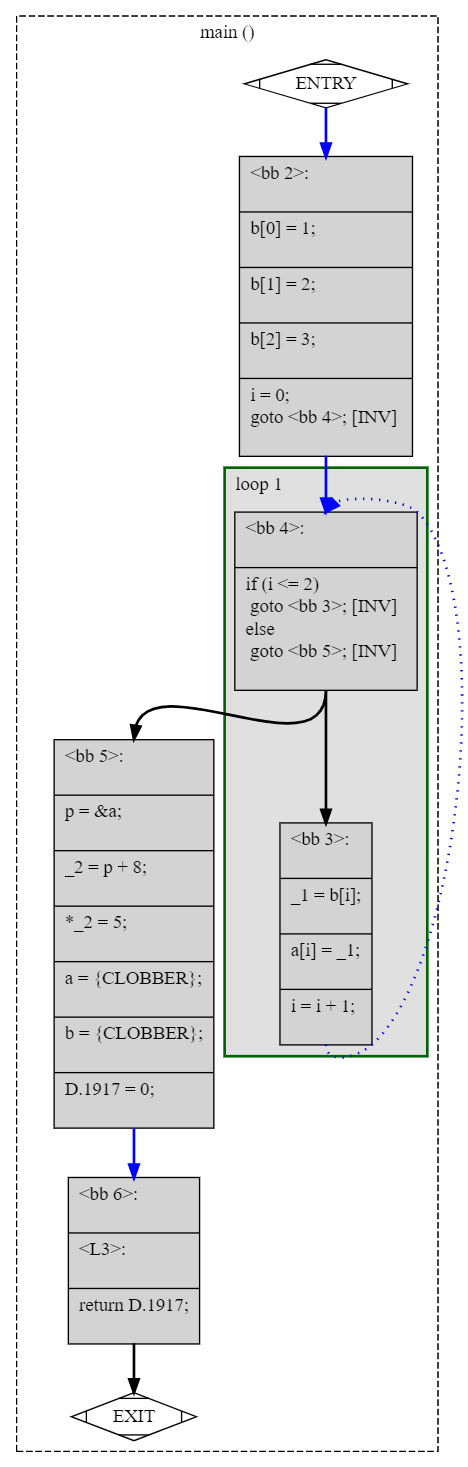 main ()
ENTRY
<bb 2>:
b[0] = 1;
b[1] = 2;
b[2] = 3;
i = 0;
goto <bb 4>; [INV]
loop 1
<bb 4>:
if (i <= 2)
goto <bb 3>; [INV]
else
goto <bb 5>; [INV]
<bb 5>:
p = &a;
_2 = p + 8;
*_2 = 5;
a = {CLOBBER};
b = {CLOBBER};
D.1917 = 0;
<bb 3>:
_1 = b[i];
a[i] = _1;
i = i + 1;
<bb 6>:
<L3>:
return D.1917;
EXIT